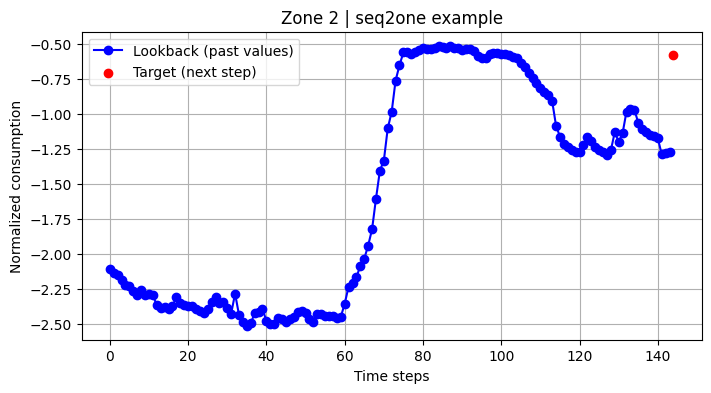 Zone 2 | seq2one example
Lookback (past values)
Target (next step)
Normalized consumption
−0.50
−0.75
−1.00
−1.25
−1.50
−1.75
−2.00
−2.25
−2.50
0 20 40 60 80 100 120 140
Time steps